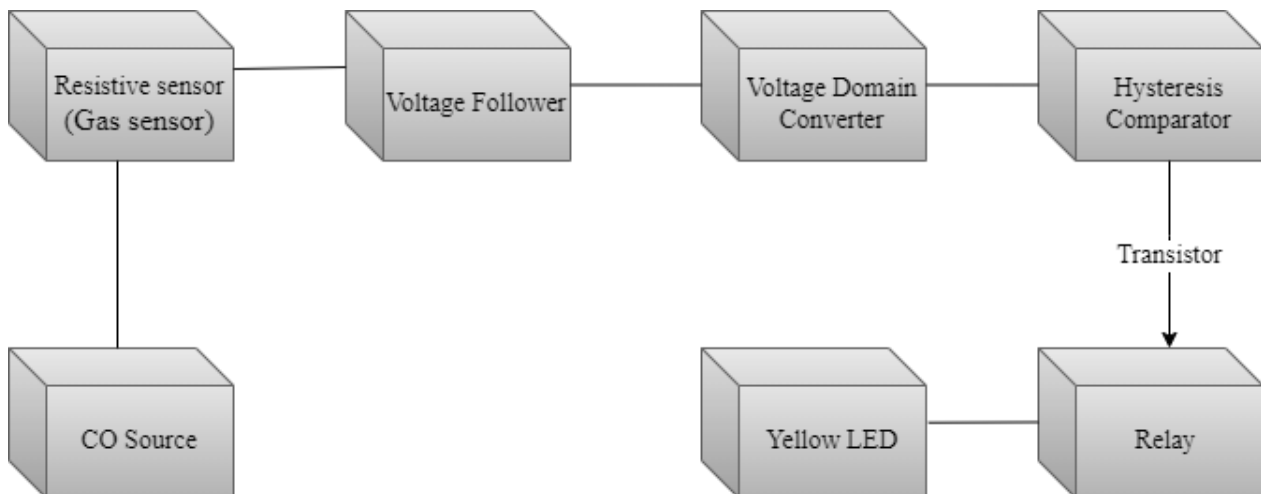 Resistive sensor
(Gas sensor)
Voltage Follower
Voltage Domain
Converter
Hysteresis
Comparator
Transistor
CO Source
Yellow LED
Relay